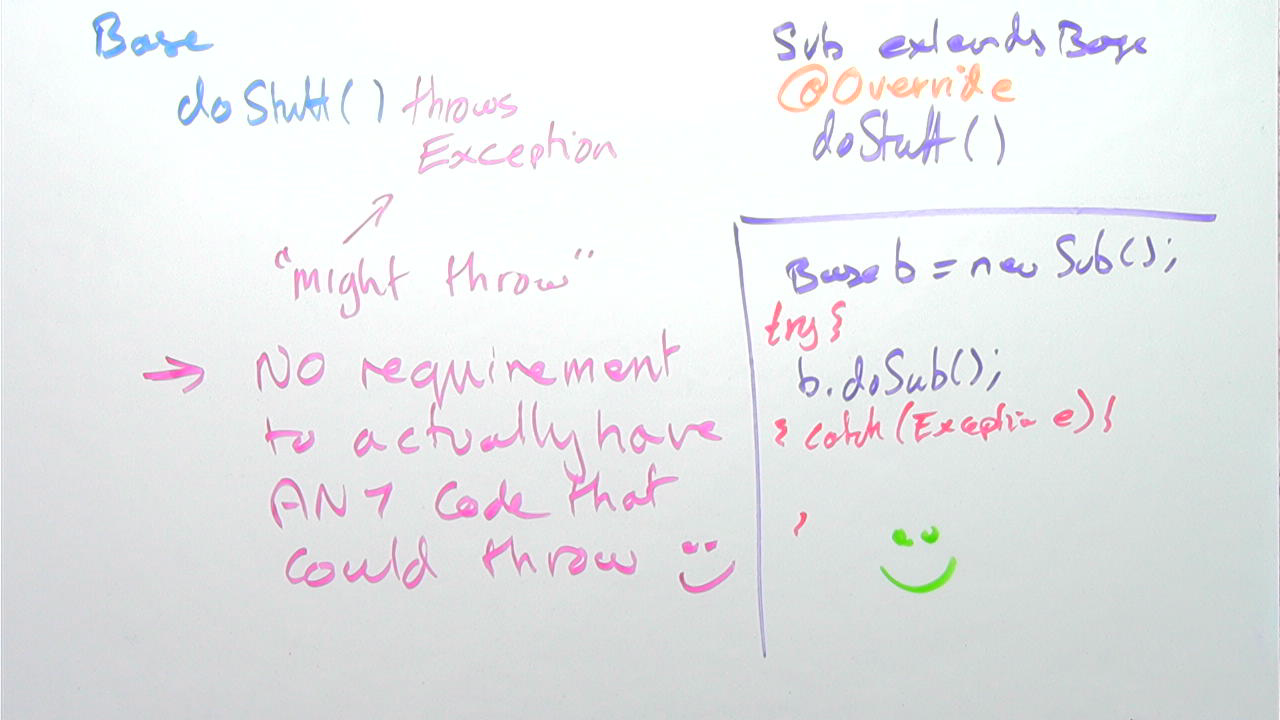 Base
doStuff() throws
Exception
"might throw"
→ NO requirement
to actually have
ANY code that
could throw
Sub extends Base
@Override
doStuff()
Base b = new Sub();
try {
b.doSub();
} catch (Exception e) {
}